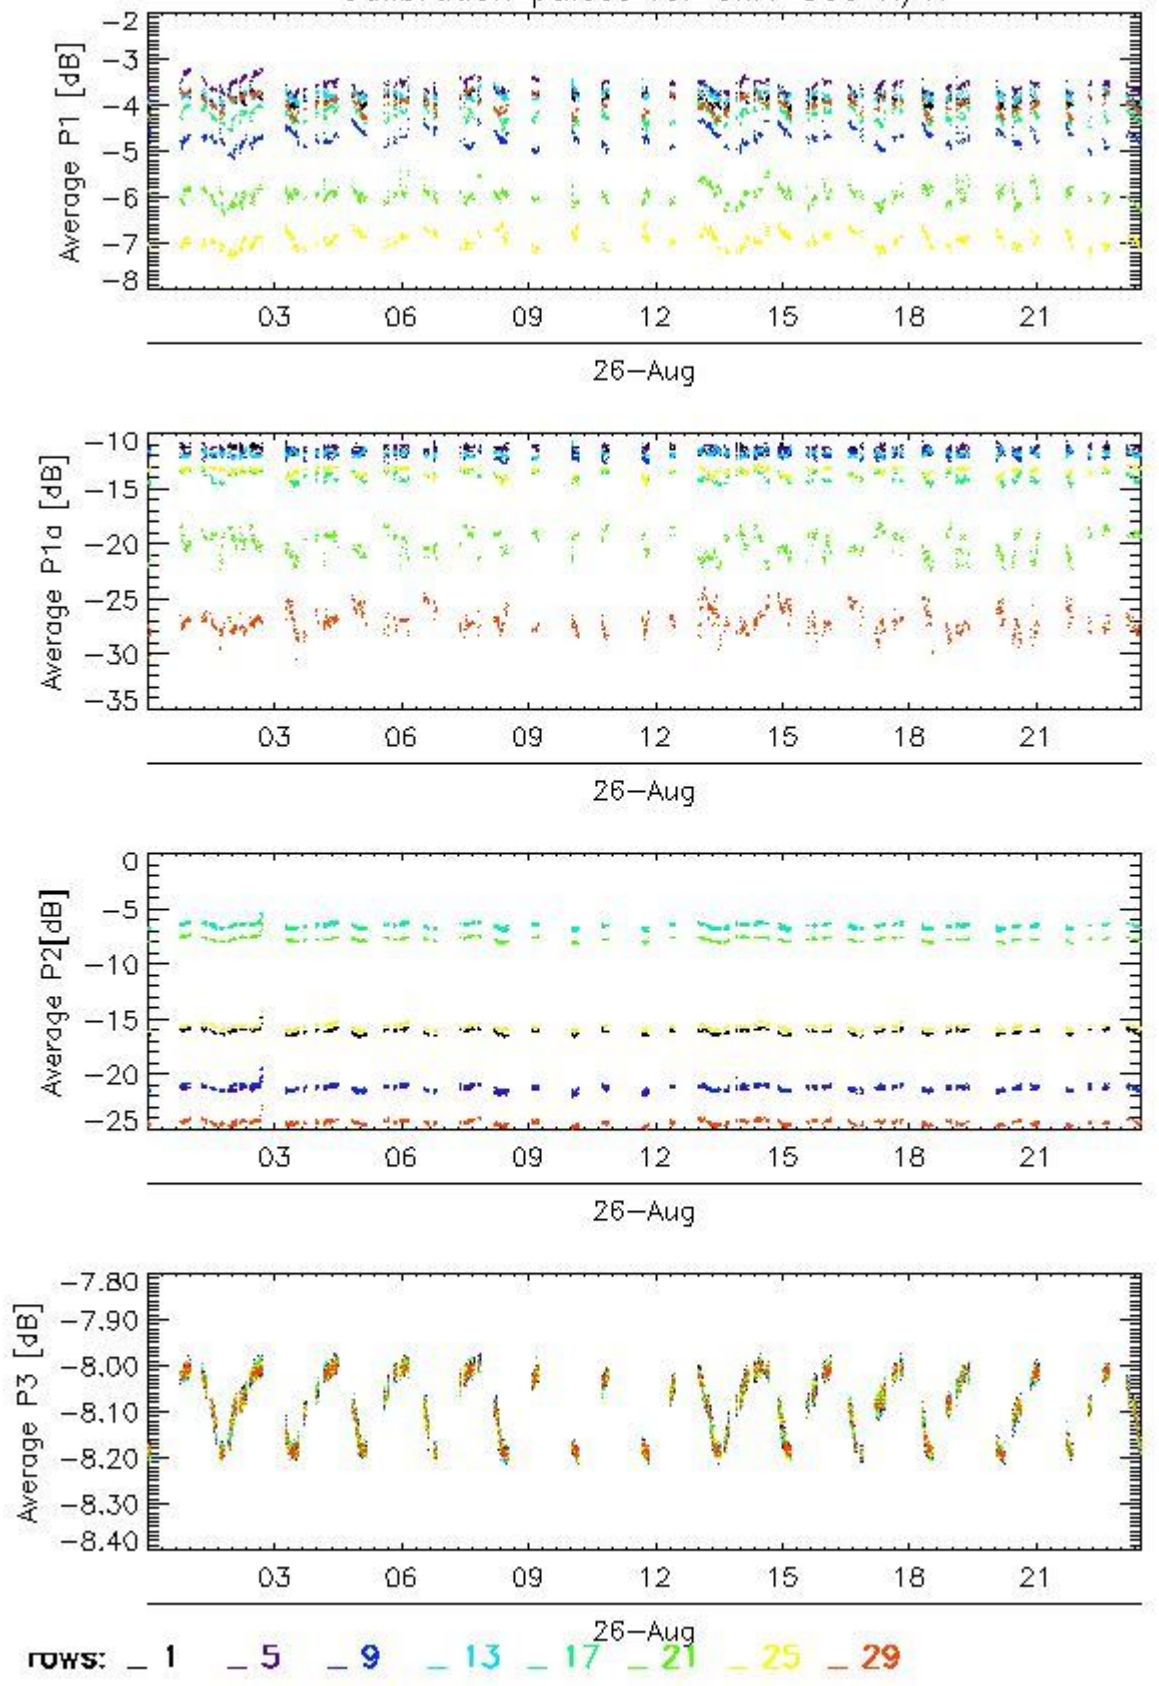 -2
-3
-4
-5
-6
-7
-8
Average P1 [dB]
03 06 09 12 15 18 21
26-Aug
-10
-15
-20
-25
-30
-35
Average P1a [dB]
03 06 09 12 15 18 21
26-Aug
0
-5
-10
-15
-20
-25
Average P2[dB]
03 06 09 12 15 18 21
26-Aug
-7.80
-7.90
-8.00
-8.10
-8.20
-8.30
-8.40
Average P3 [dB]
03 06 09 12 15 18 21
26-Aug
rows: _ 1 _ 5 _ 9 _ 13 _ 17 _ 21 _ 25 _ 29